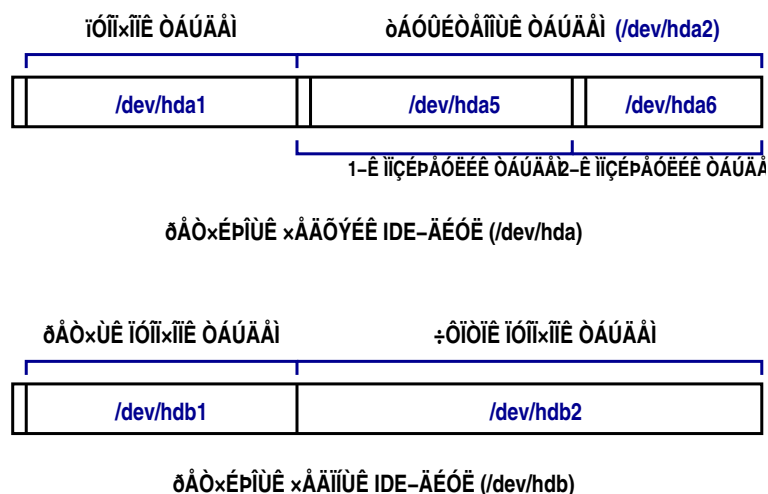 ïÓÎÏ×ÎÏÊ ÒÁÚÄÅÌ
òÁÓÛÉÒÅÎÎÙÊ ÒÁÚÄÅÌ (/dev/hda2)
/dev/hda1
/dev/hda5
/dev/hda6
1−Ê ÌÏÇÉÞÅÓËÉÊ ÒÁÚÄÅÌ
2−Ê ÌÏÇÉÞÅÓËÉÊ ÒÁÚÄÅ
ðÅÒ×ÉÞÎÙÊ ×ÅÄÕÝÉÊ IDE−ÄÉÓË (/dev/hda)
ðÅÒ×ÙÊ ÏÓÎÏ×ÎÏÊ ÒÁÚÄÅÌ
÷ÔÏÒÏÊ ÏÓÎÏ×ÎÏÊ ÒÁÚÄÅÌ
/dev/hdb1
/dev/hdb2
ðÅÒ×ÉÞÎÙÊ ×ÅÄÏÍÙÊ IDE−ÄÉÓË (/dev/hdb)